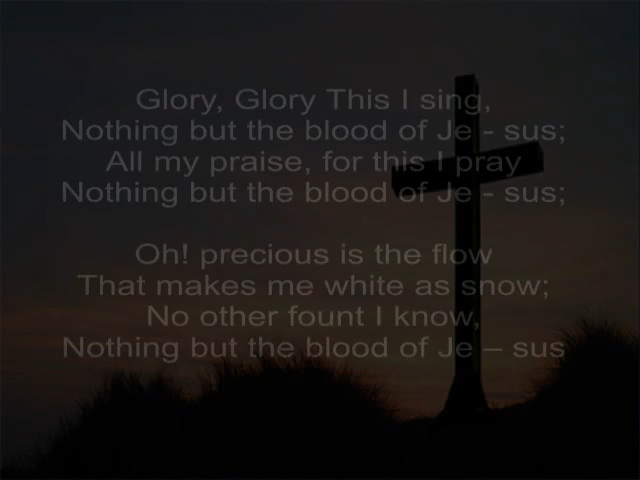 Glory, Glory This I sing,
Nothing but the blood of Je - sus;
All my praise, for this I pray
Nothing but the blood of Je - sus;
Oh! precious is the flow
That makes me white as snow;
No other fount I know,
Nothing but the blood of Je – sus